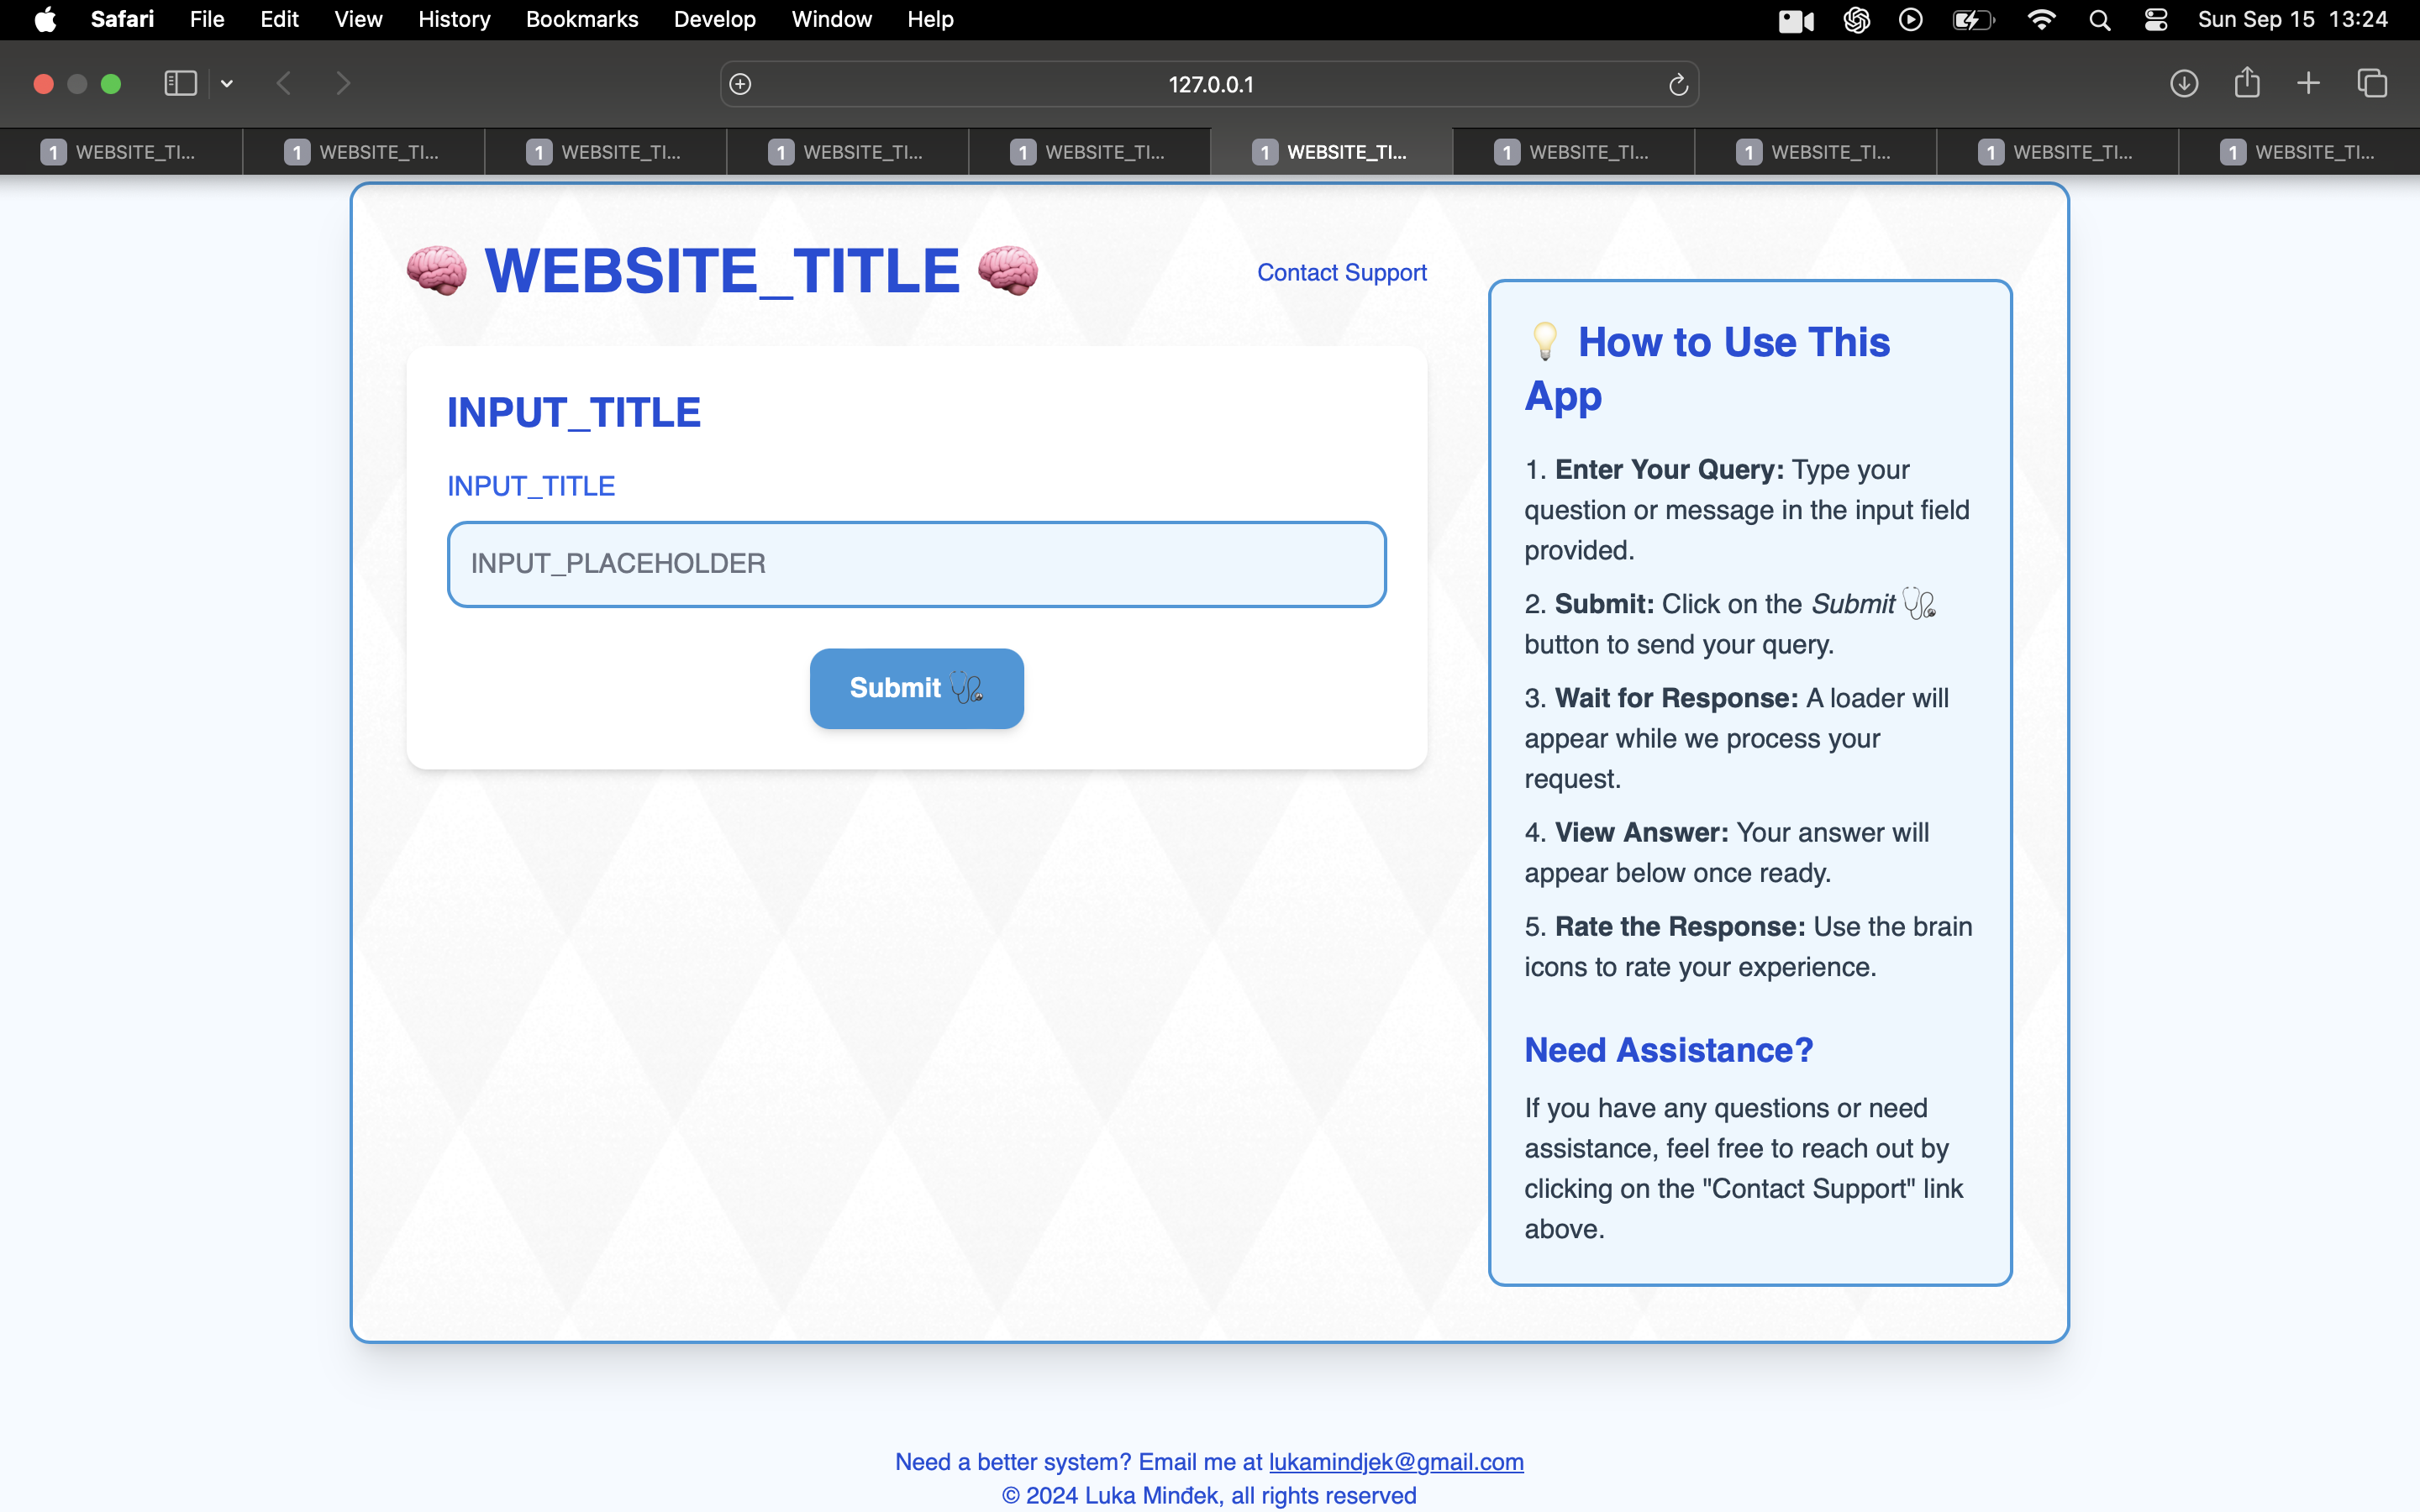 Safari File Edit View History Bookmarks Develop Window Help Sun Sep 15 13:24
127.0.0.1
1 WEBSITE_TI... 1 WEBSITE_TI... 1 WEBSITE_TI... 1 WEBSITE_TI... 1 WEBSITE_TI... 1 WEBSITE_TI... 1 WEBSITE_TI... 1 WEBSITE_TI... 1 WEBSITE_TI... 1 WEBSITE_TI...
🧠 WEBSITE_TITLE 🧠
Contact Support
INPUT_TITLE
INPUT_TITLE
INPUT_PLACEHOLDER
Submit 🩺
💡 How to Use This
App
1. Enter Your Query: Type your
question or message in the input field
provided.
2. Submit: Click on the Submit 🩺
button to send your query.
3. Wait for Response: A loader will
appear while we process your
request.
4. View Answer: Your answer will
appear below once ready.
5. Rate the Response: Use the brain
icons to rate your experience.
Need Assistance?
If you have any questions or need
assistance, feel free to reach out by
clicking on the "Contact Support" link
above.
Need a better system? Email me at lukamindjek@gmail.com
© 2024 Luka Minđek, all rights reserved